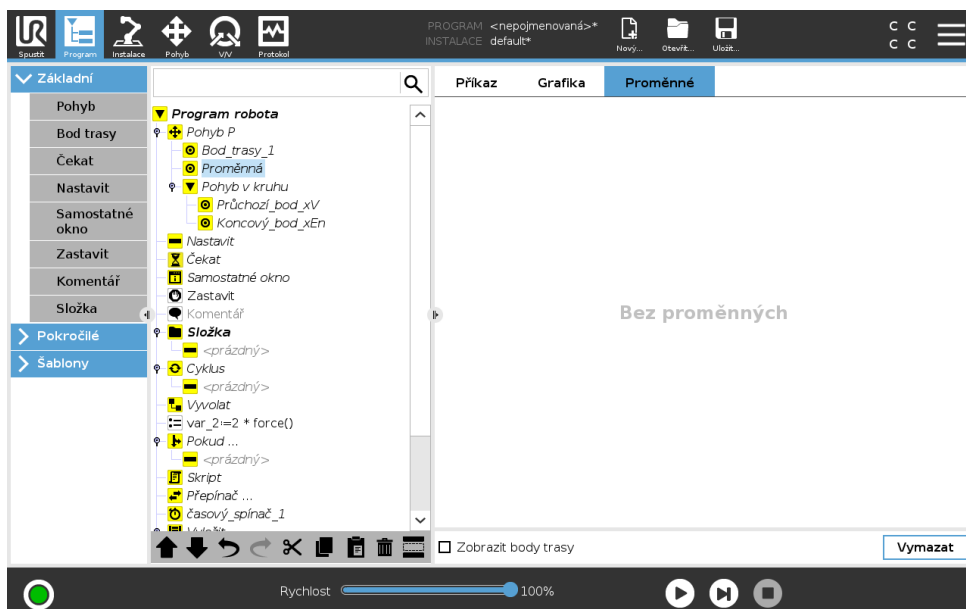 UR
PROGRAM <nepojmenovaná>*
INSTALACE default*
Spustit Program Instalace Pohyb V/V Protokol
Nový... Otevřít... Uložit...
C C
C C
Základní
Pohyb
Bod trasy
Čekat
Nastavit
Samostatné
okno
Zastavit
Komentář
Složka
Pokročilé
Šablony
Program robota
Pohyb P
Bod_trasy_1
Proměnná
Pohyb v kruhu
Průchozí_bod_xV
Koncový_bod_xEn
Nastavit
Čekat
Samostatné okno
Zastavit
Komentář
Složka
<prázdný>
Cyklus
<prázdný>
Vyvolat
var_2:=2 * force()
Pokud ...
<prázdný>
Skript
Přepínač ...
časový_spínač_1
Příkaz Grafika Proměnné
Bez proměnných
Zobrazit body trasy
Vymazat
Rychlost 100%